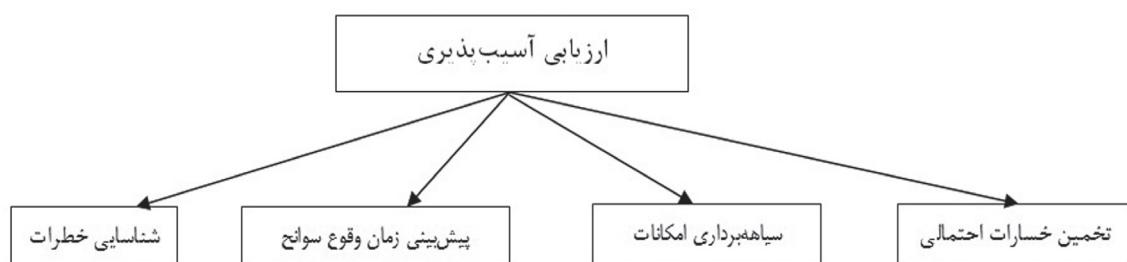 ارزیابی آسیب‌پذیری
تخمین خسارات احتمالی
سیاهه‌برداری امکانات
پیش‌بینی زمان وقوع سوانح
شناسایی خطرات